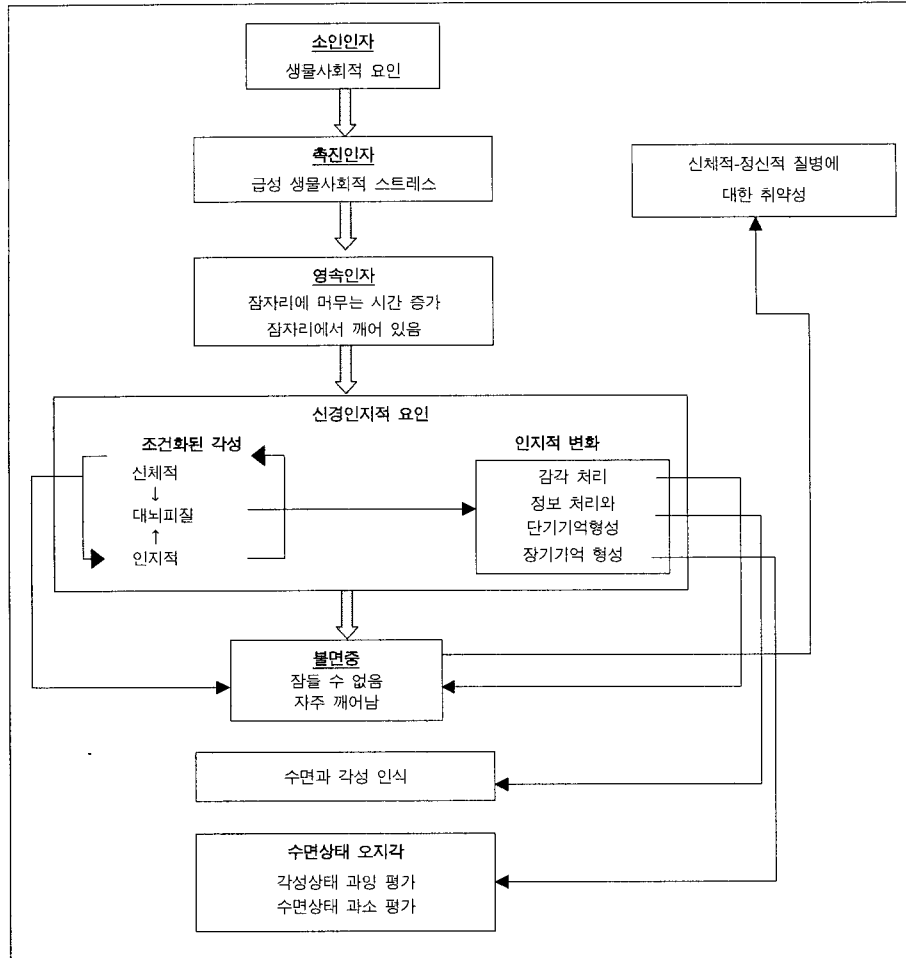 소인인자
생물사회적 요인
촉진인자
급성 생물사회적 스트레스
신체적-정신적 질병에
대한 취약성
영속인자
잠자리에 머무는 시간 증가
잠자리에서 깨어 있음
신경인지적 요인
조건화된 각성
신체적
↓
대뇌피질
↑
인지적
인지적 변화
감각 처리
정보 처리와
단기기억형성
장기기억 형성
불면중
잠들 수 없음
자주 깨어남
수면과 각성 인식
수면상태 오지각
각성상태 과잉 평가
수면상태 과소 평가